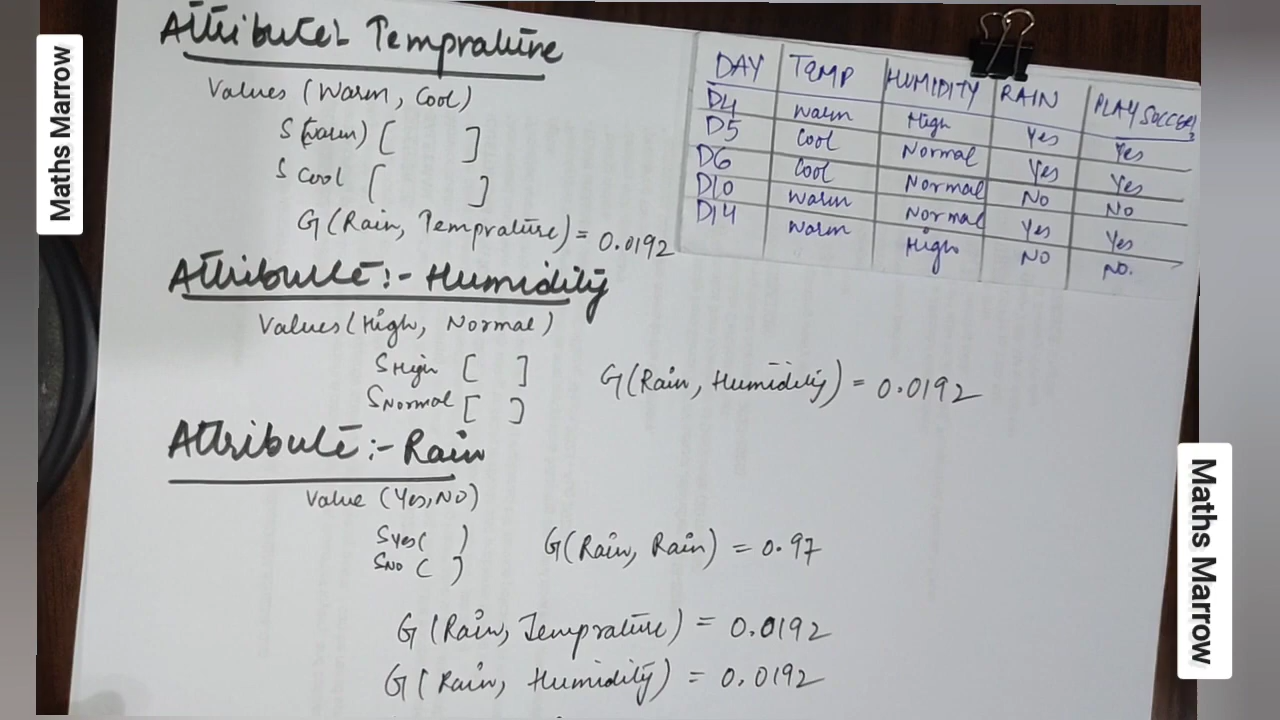 Attribute:- Temprature
Values (Warm, Cool)
S(Warm) [ ]
S Cool [ ]
G(Rain, Temprature) = 0.0192
Attribute:- Humidity
Values (High, Normal)
SHigh [ ]
SNormal [ ]
G(Rain, Humidity) = 0.0192
Attribute:- Rain
Value (Yes, NO)
SYes( )
SNO ( )
G(Rain, Rain) = 0.97
G (Rain, Temprature) = 0.0192
G( Rain, Humidity) = 0.0192
DAY TEMP HUMIDITY RAIN PLAY SOCCER
D4 Warm High Yes Yes
D5 Cool Normal Yes Yes
D6 Cool Normal NO NO
D10 Warm Normal Yes Yes
D14 Warm High NO NO.
Maths Marrow
Maths Marrow